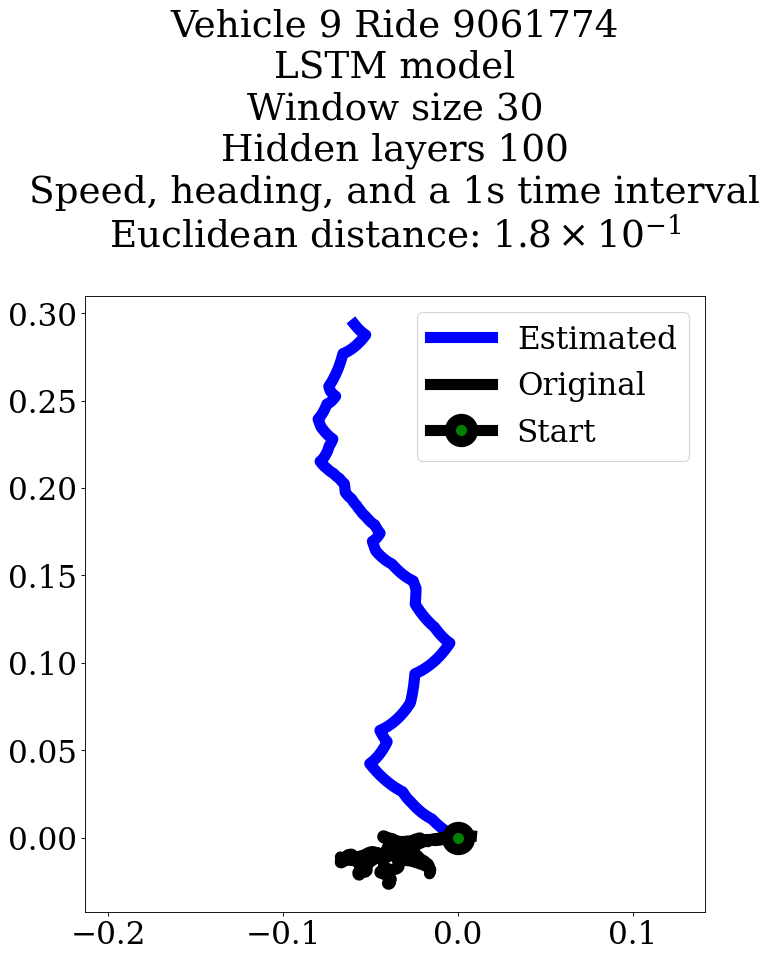 Vehicle 9 Ride 9061774
LSTM model
Window size 30
Hidden layers 100
Speed, heading, and a 1s time interval
Euclidean distance: 1.8 × 10⁻¹
Estimated
Original
Start
0.30
0.25
0.20
0.15
0.10
0.05
0.00
−0.2 −0.1 0.0 0.1